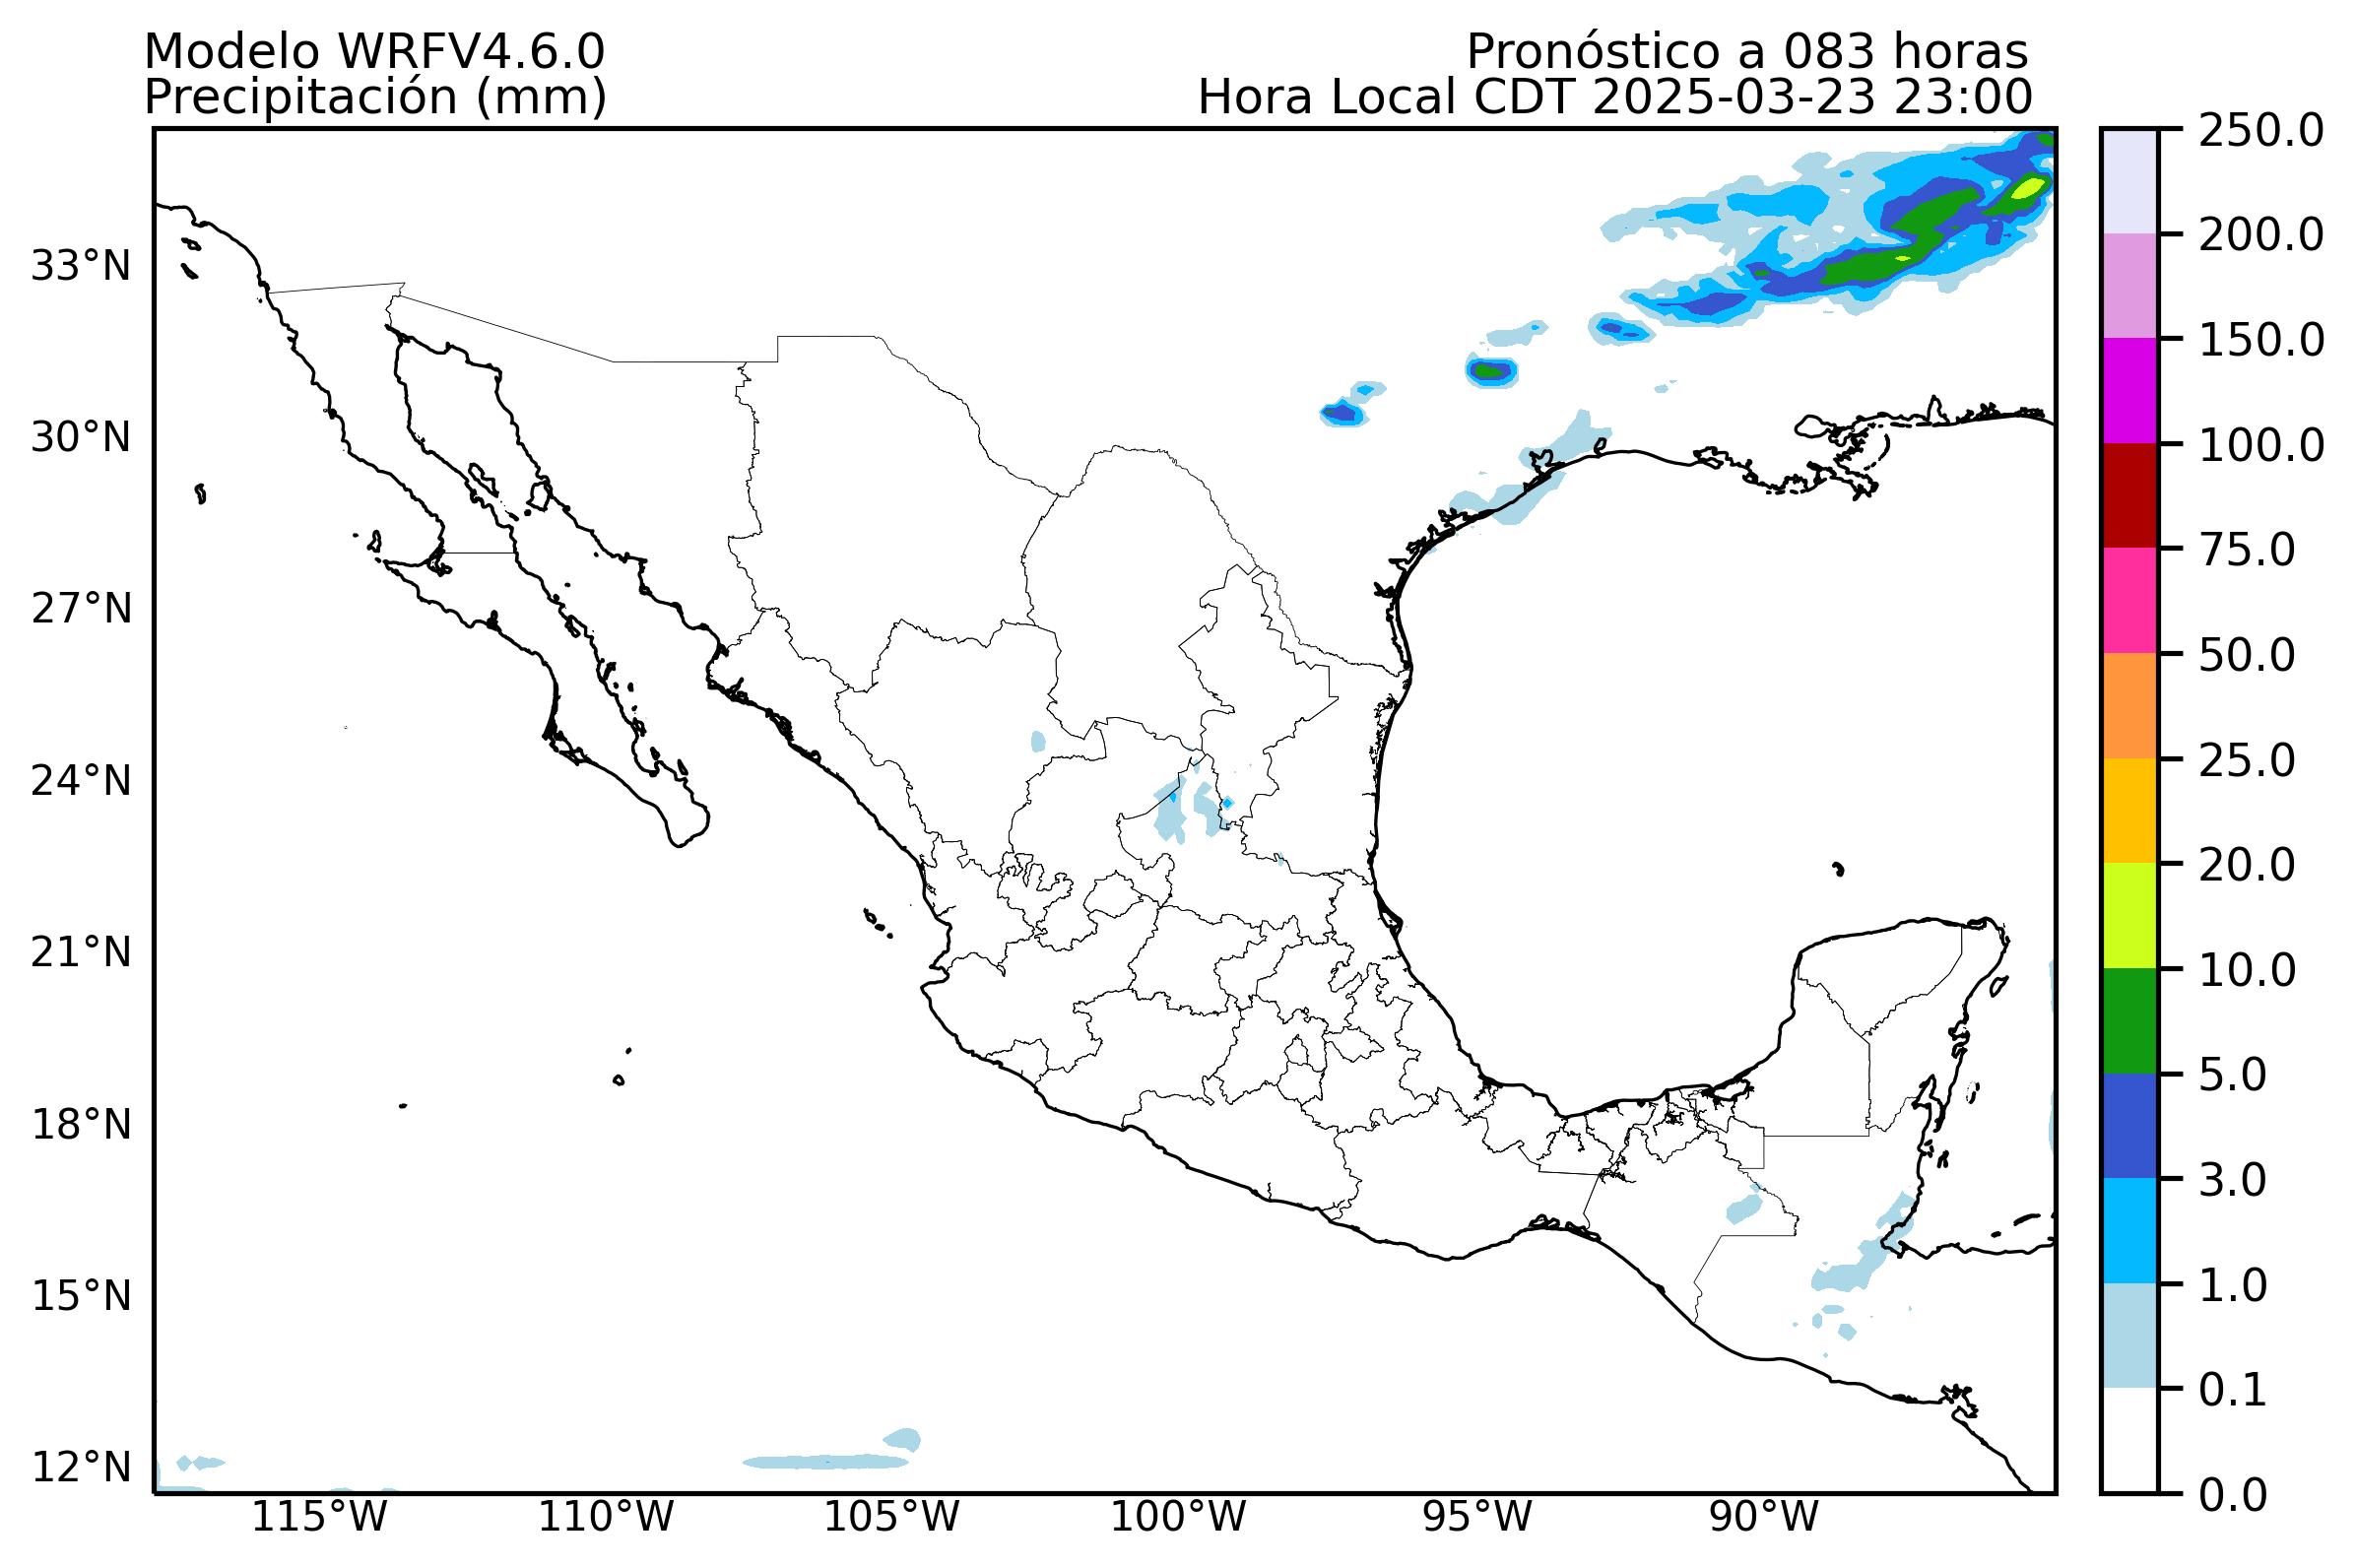 Modelo WRFV4.6.0
Precipitación (mm)
Pronóstico a 083 horas
Hora Local CDT 2025-03-23 23:00
33°N
30°N
27°N
24°N
21°N
18°N
15°N
12°N
115°W
110°W
105°W
100°W
95°W
90°W
250.0
200.0
150.0
100.0
75.0
50.0
25.0
20.0
10.0
5.0
3.0
1.0
0.1
0.0